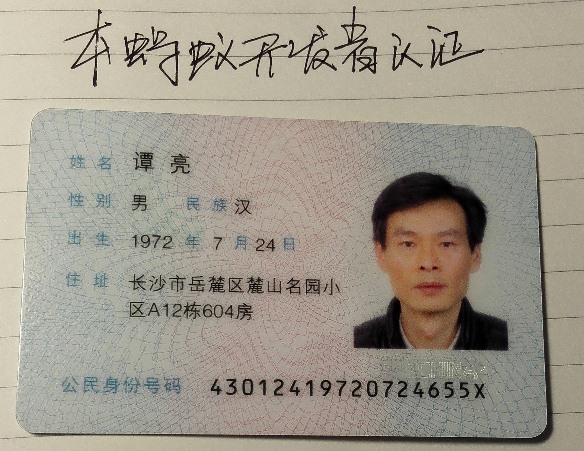 本蚂蚁开发者认证
姓名 谭亮
性别 男 民族 汉
出生 1972 年 7 月 24 日
住址 长沙市岳麓区麓山名园小
区A12栋604房
CHINA
公民身份号码 43012419720724655X